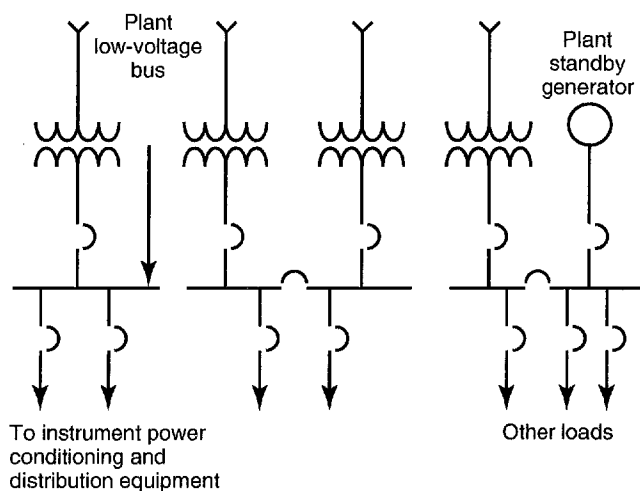 Plant
low-voltage
bus
Plant
standby
generator
To instrument power
conditioning and
distribution equipment
Other loads